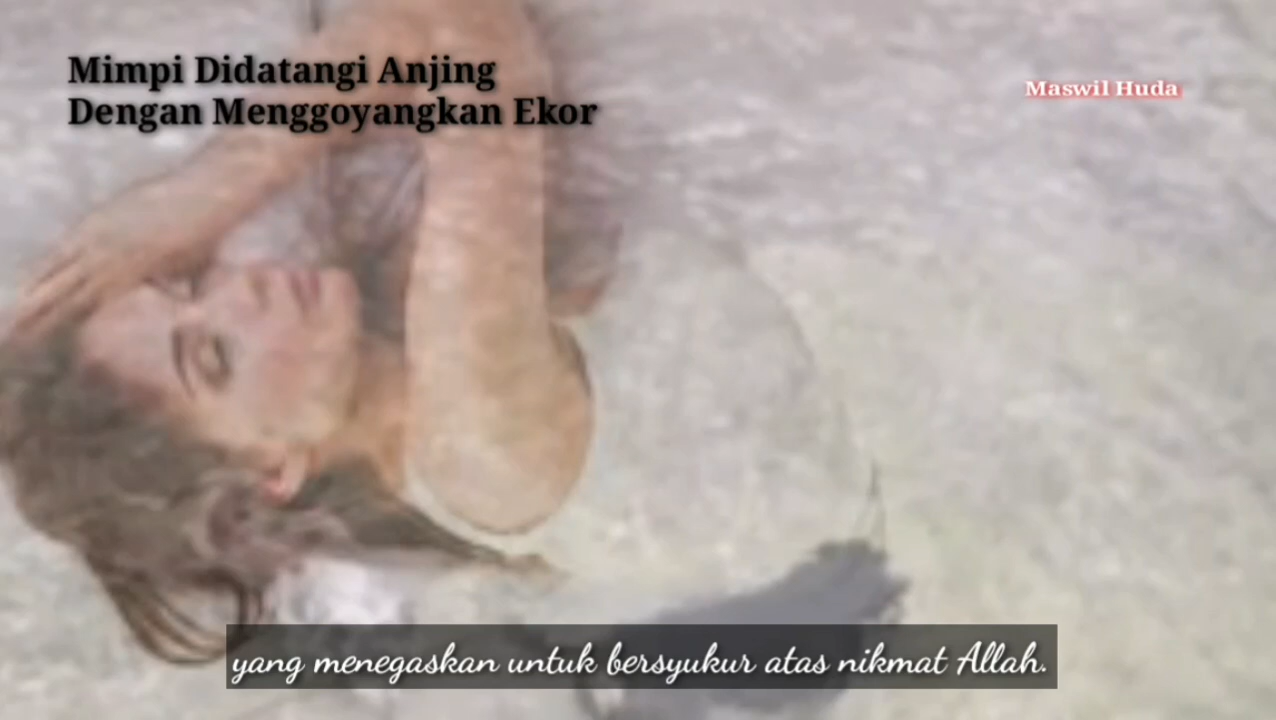 Mimpi Didatangi Anjing
Dengan Menggoyangkan Ekor
Maswil Huda
yang menegaskan untuk bersyukur atas nikmat Allah.